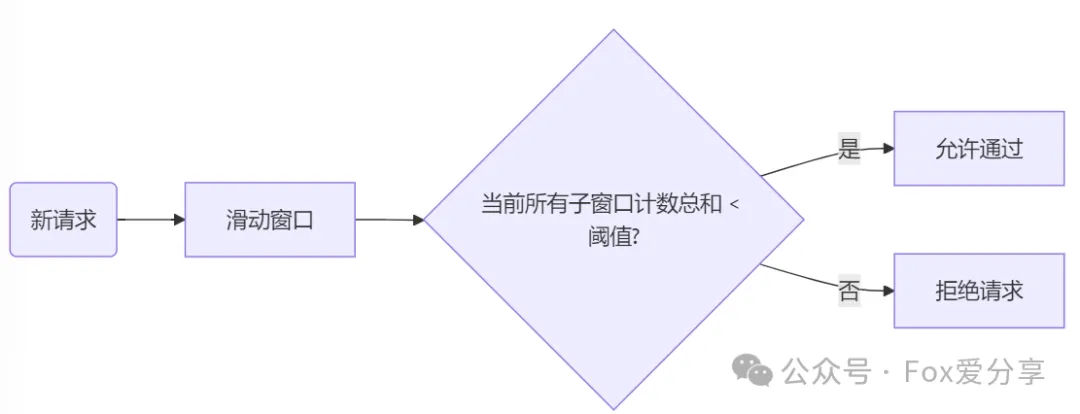 新请求
滑动窗口
当前所有子窗口计数总和 <
阈值?
是
允许通过
否
拒绝请求
公众号 · Fox爱分享